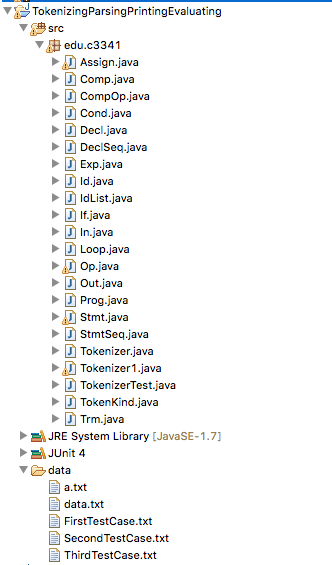 TokenizingParsingPrintingEvaluating
src
edu.c3341
Assign.java
Comp.java
CompOp.java
Cond.java
Decl.java
DeclSeq.java
Exp.java
Id.java
IdList.java
If.java
In.java
Loop.java
Op.java
Out.java
Prog.java
Stmt.java
StmtSeq.java
Tokenizer.java
Tokenizer1.java
TokenizerTest.java
TokenKind.java
Trm.java
JRE System Library [JavaSE-1.7]
JUnit 4
data
a.txt
data.txt
FirstTestCase.txt
SecondTestCase.txt
ThirdTestCase.txt